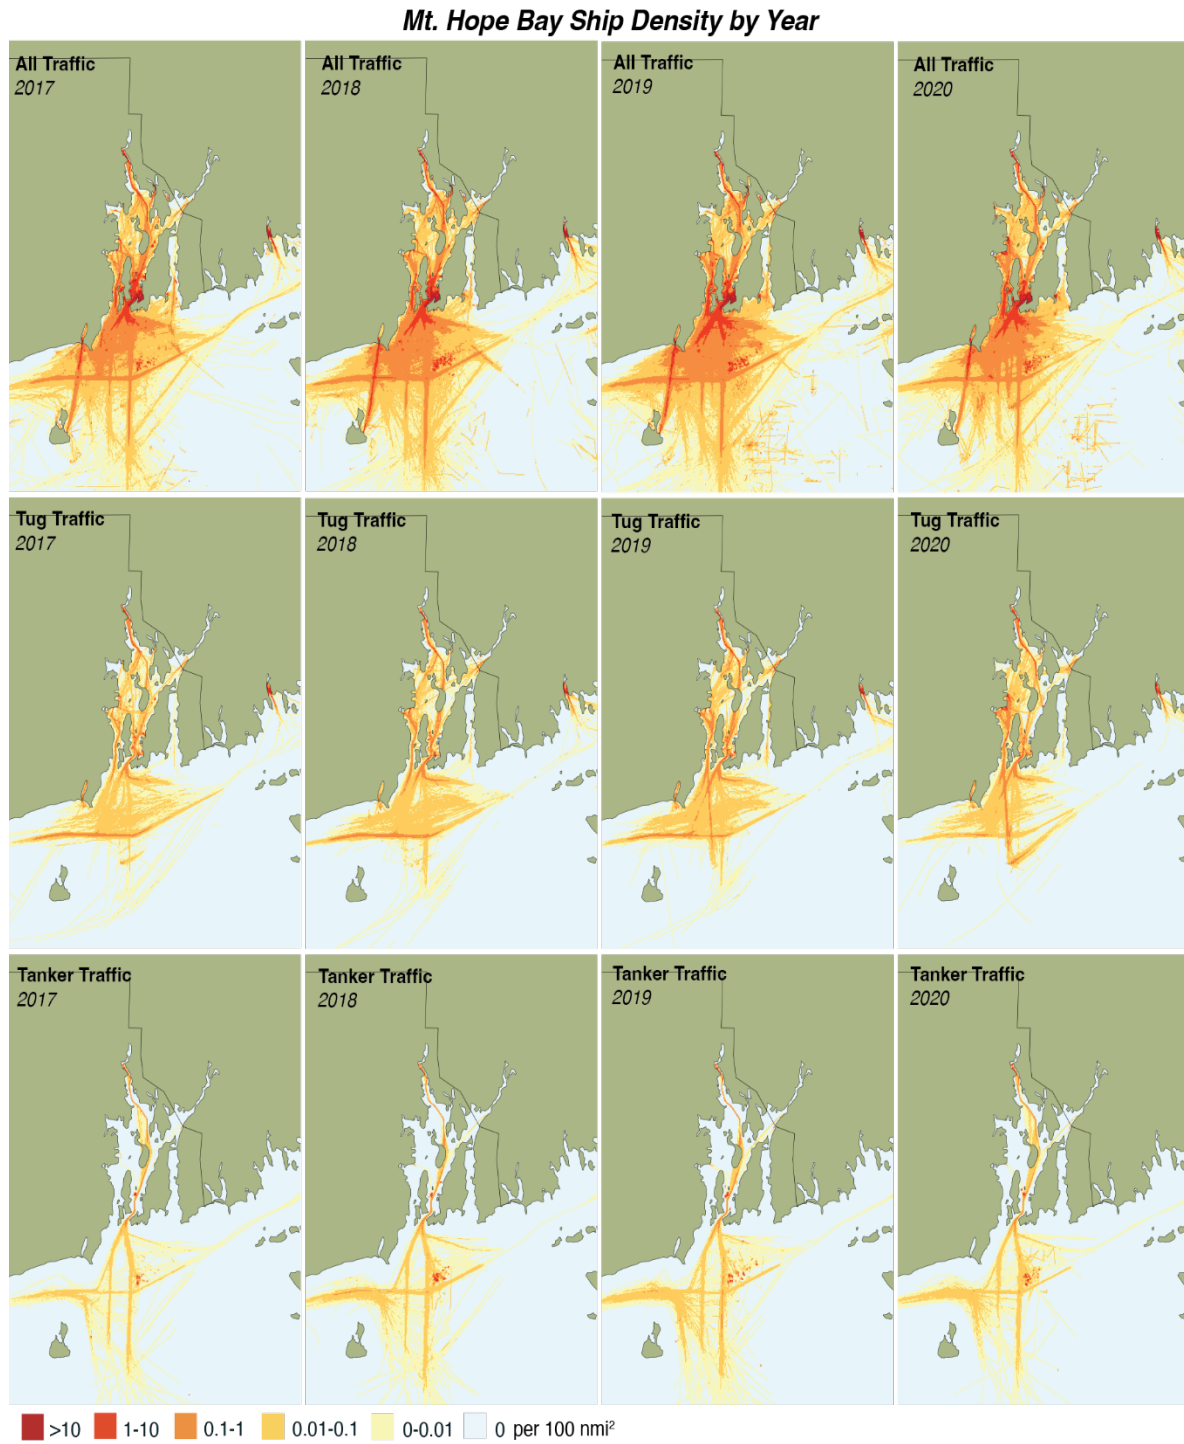 Mt. Hope Bay Ship Density by Year
All Traffic
2017
All Traffic
2018
All Traffic
2019
All Traffic
2020
Tug Traffic
2017
Tug Traffic
2018
Tug Traffic
2019
Tug Traffic
2020
Tanker Traffic
2017
Tanker Traffic
2018
Tanker Traffic
2019
Tanker Traffic
2020
>10 1-10 0.1-1 0.01-0.1 0-0.01 0 per 100 nmi²